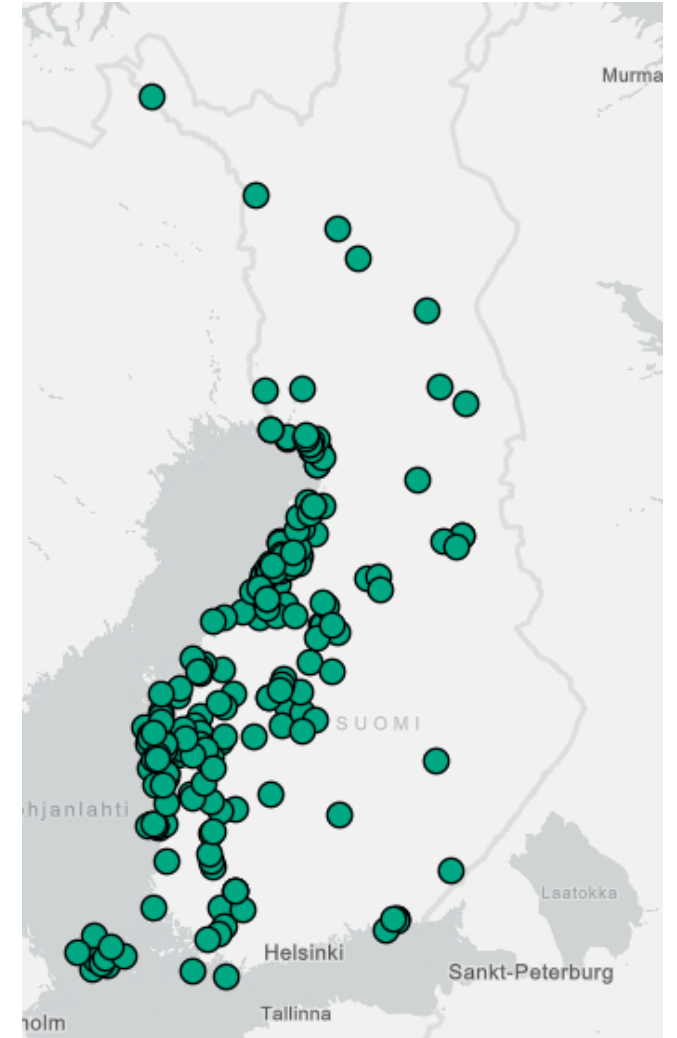 Murma
SUOMI
ohjanlahti
Laatokka
Helsinki
Sankt-Peterburg
Tallinna
holm